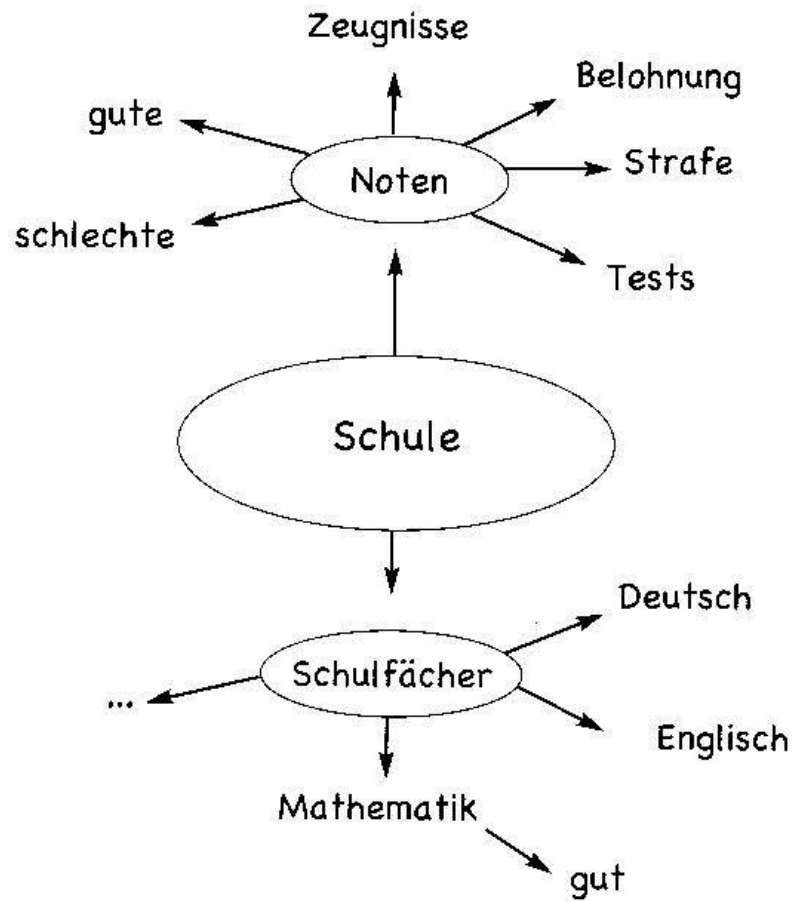 Zeugnisse
Belohnung
gute
Strafe
Noten
schlechte
Tests
Schule
Deutsch
Schulfächer
...
Englisch
Mathematik
gut